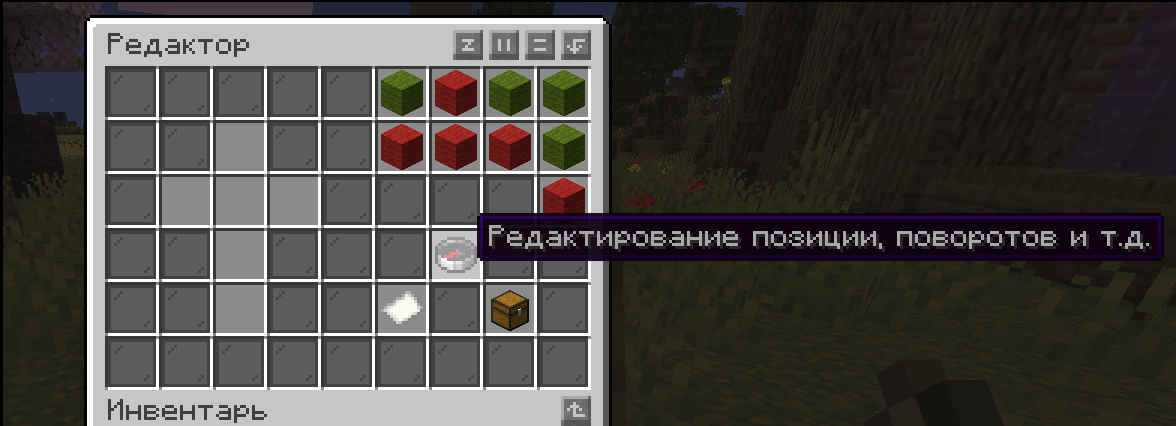 Редактор
Редактирование позиции, поворотов и т.д.
Инвентарь